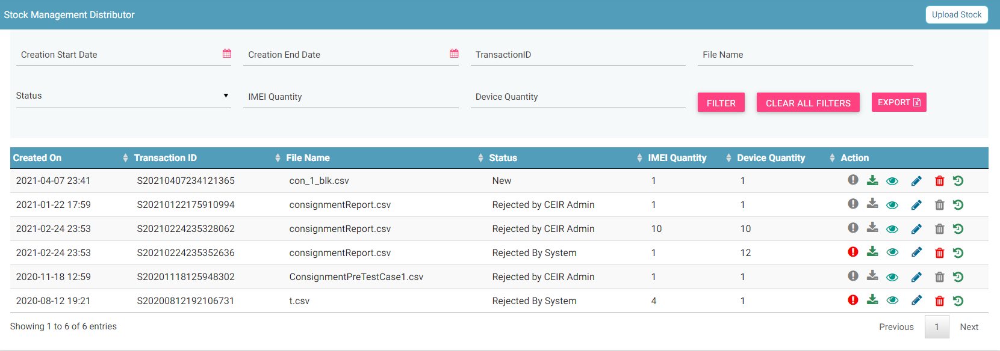 Stock Management Distributor Upload Stock
Creation Start Date Creation End Date TransactionID File Name
Status IMEI Quantity Device Quantity FILTER CLEAR ALL FILTERS EXPORT
Created On Transaction ID File Name Status IMEI Quantity Device Quantity Action
2021-04-07 23:41 S20210407234121365 con_1_blk.csv New 1 1
2021-01-22 17:59 S20210122175910994 consignmentReport.csv Rejected by CEIR Admin 1 1
2021-02-24 23:53 S20210224235328062 consignmentReport.csv Rejected by CEIR Admin 10 10
2021-02-24 23:53 S20210224235352636 consignmentReport.csv Rejected By System 1 12
2020-11-18 12:59 S20201118125948302 ConsignmentPreTestCase1.csv Rejected by CEIR Admin 1 1
2020-08-12 19:21 S20200812192106731 t.csv Rejected By System 4 1
Showing 1 to 6 of 6 entries Previous 1 Next